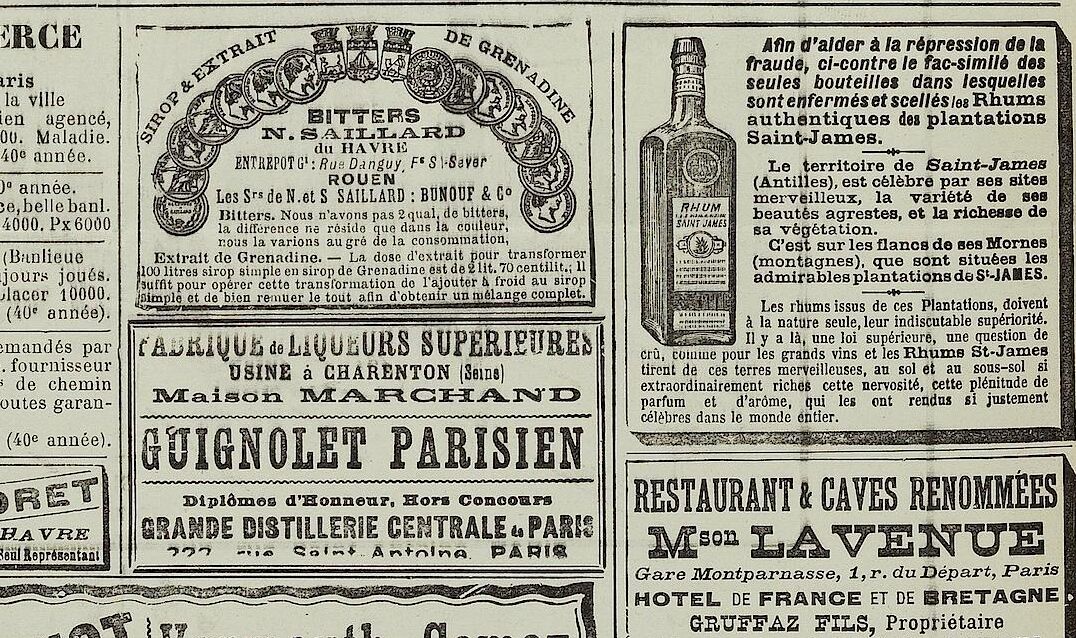 ERCE
aris
la ville
ien agencé,
00. Maladie.
40e année.
0e année.
ce, belle banl.
4000. Px 6000
(Banlieue
ujours joués.
placer 10000.
(40e année).
emandés par
. fournisseur
s de chemin
outes garan-
(40e année).
ORET
HAVRE
Seul Représentant
SIROP & EXTRAIT DE GRENADINE
BITTERS
N. SAILLARD
du HAVRE
ENTREPOT Gl : Rue Danguy, Fg St-Sever
ROUEN
Les Srs de N. et S SAILLARD : BUNOUF & Co
Bitters. Nous n'avons pas 2 qual. de bitters,
la différence ne réside que dans la couleur,
nous la varions au gré de la consommation,
Extrait de Grenadine. — La dose d'extrait pour transformer
100 litres sirop simple en sirop de Grenadine est de 2 lit. 70 centilit.; Il
suffit pour opérer cette transformation de l'ajouter à froid au sirop
simple et de bien remuer le tout afin d'obtenir un mélange complet.
FABRIQUE de LIQUEURS SUPÉRIEURES
USINE à CHARENTON (Seine)
Maison MARCHAND
GUIGNOLET PARISIEN
Diplômes d'Honneur, Hors Concours
GRANDE DISTILLERIE CENTRALE de PARIS
222, rue Saint-Antoine, PARIS
RHUM
SAINT JAMES
Afin d'aider à la répression de la
fraude, ci-contre le fac-similé des
seules bouteilles dans lesquelles
sont enfermés et scellés les Rhums
authentiques des plantations
Saint-James.
Le territoire de Saint-James
(Antilles), est célèbre par ses sites
merveilleux, la variété de ses
beautés agrestes, et la richesse de
sa végétation.
C'est sur les flancs de ses Mornes
(montagnes), que sont situées les
admirables plantations de St-JAMES.
Les rhums issus de ces Plantations, doivent
à la nature seule, leur indiscutable supériorité.
Il y a là, une loi supérieure, une question de
crû, comme pour les grands vins et les Rhums St-James
tirent de ces terres merveilleuses, au sol et au sous-sol si
extraordinairement riches cette nervosité, cette plénitude de
parfum et d'arôme, qui les ont rendus si justement
célèbres dans le monde entier.
RESTAURANT & CAVES RENOMMÉES
Mson LAVENUE
Gare Montparnasse, 1, r. du Départ, Paris
HOTEL DE FRANCE ET DE BRETAGNE
GRUFFAZ FILS, Propriétaire